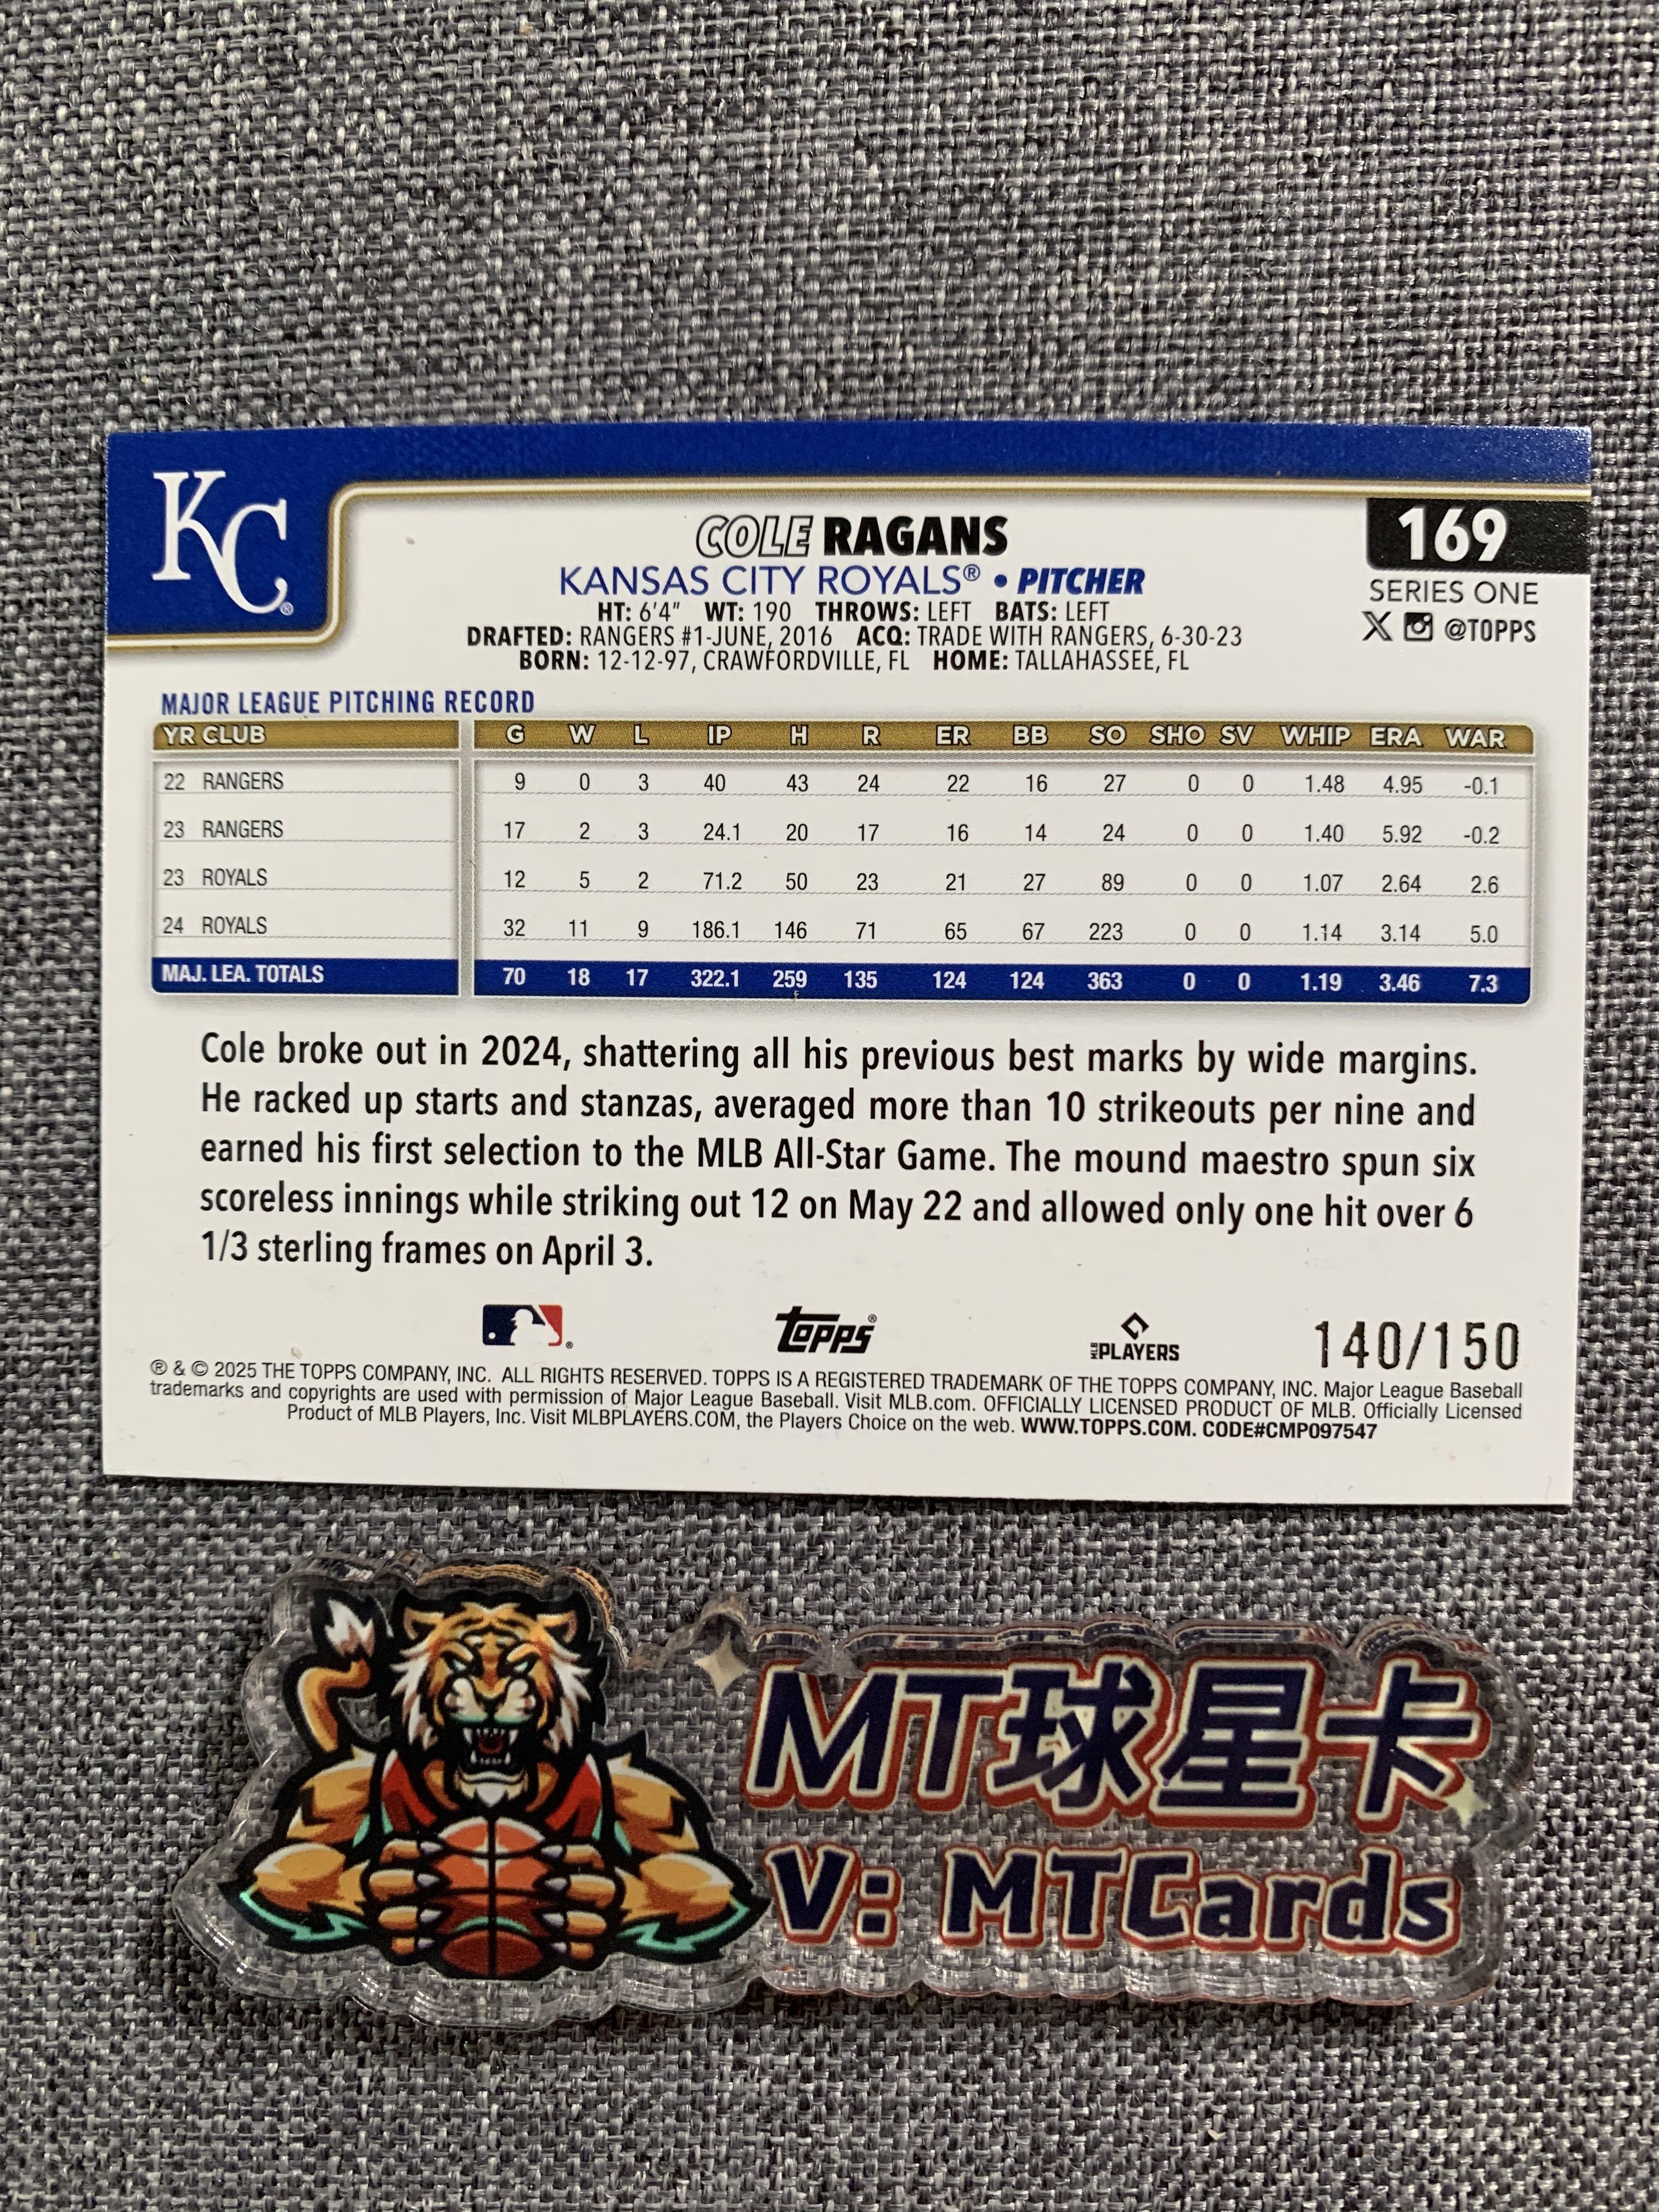 KC
COLE RAGANS
169
KANSAS CITY ROYALS® • PITCHER
SERIES ONE
HT: 6'4" WT: 190 THROWS: LEFT BATS: LEFT
X @TOPPS
DRAFTED: RANGERS #1-JUNE, 2016 ACQ: TRADE WITH RANGERS, 6-30-23
BORN: 12-12-97, CRAWFORDVILLE, FL HOME: TALLAHASSEE, FL
MAJOR LEAGUE PITCHING RECORD
YR CLUB G W L IP H R ER BB SO SHO SV WHIP ERA WAR
22 RANGERS 9 0 3 40 43 24 22 16 27 0 0 1.48 4.95 -0.1
23 RANGERS 17 2 3 24.1 20 17 16 14 24 0 0 1.40 5.92 -0.2
23 ROYALS 12 5 2 71.2 50 23 21 27 89 0 0 1.07 2.64 2.6
24 ROYALS 32 11 9 186.1 146 71 65 67 223 0 0 1.14 3.14 5.0
MAJ. LEA. TOTALS 70 18 17 322.1 259 135 124 124 363 0 0 1.19 3.46 7.3
Cole broke out in 2024, shattering all his previous best marks by wide margins.
He racked up starts and stanzas, averaged more than 10 strikeouts per nine and
earned his first selection to the MLB All-Star Game. The mound maestro spun six
scoreless innings while striking out 12 on May 22 and allowed only one hit over 6
1/3 sterling frames on April 3.
topps® MLB PLAYERS 140/150
® & © 2025 THE TOPPS COMPANY, INC. ALL RIGHTS RESERVED. TOPPS IS A REGISTERED TRADEMARK OF THE TOPPS COMPANY, INC. Major League Baseball
trademarks and copyrights are used with permission of Major League Baseball. Visit MLB.com. OFFICIALLY LICENSED PRODUCT OF MLB. Officially Licensed
Product of MLB Players, Inc. Visit MLBPLAYERS.COM, the Players Choice on the web. WWW.TOPPS.COM. CODE#CMP097547
MT球星卡
V: MTCards